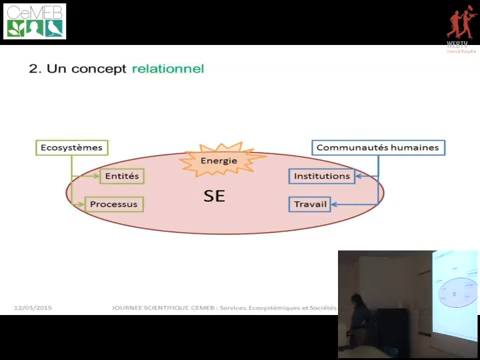 CeMEB
WEBTV
2. Un concept relationnel
Ecosystèmes
Energie
Communautés humaines
Entités
Institutions
SE
Processus
Travail
12/03/2015
JOURNEE SCIENTIFIQUE CEMEB : Services Ecosystémiques et Sociétés,